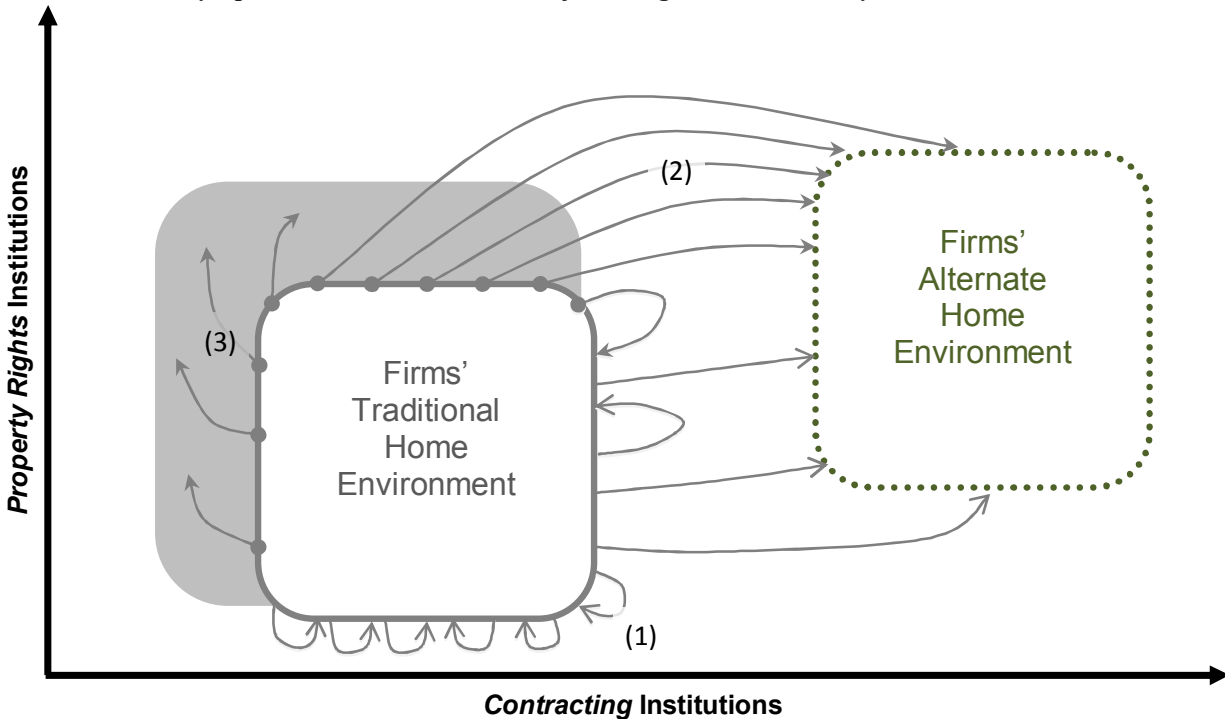 Property Rights Institutions
(2)
(3)
Firms’
Traditional
Home
Environment
Firms’
Alternate
Home
Environment
(1)
Contracting Institutions